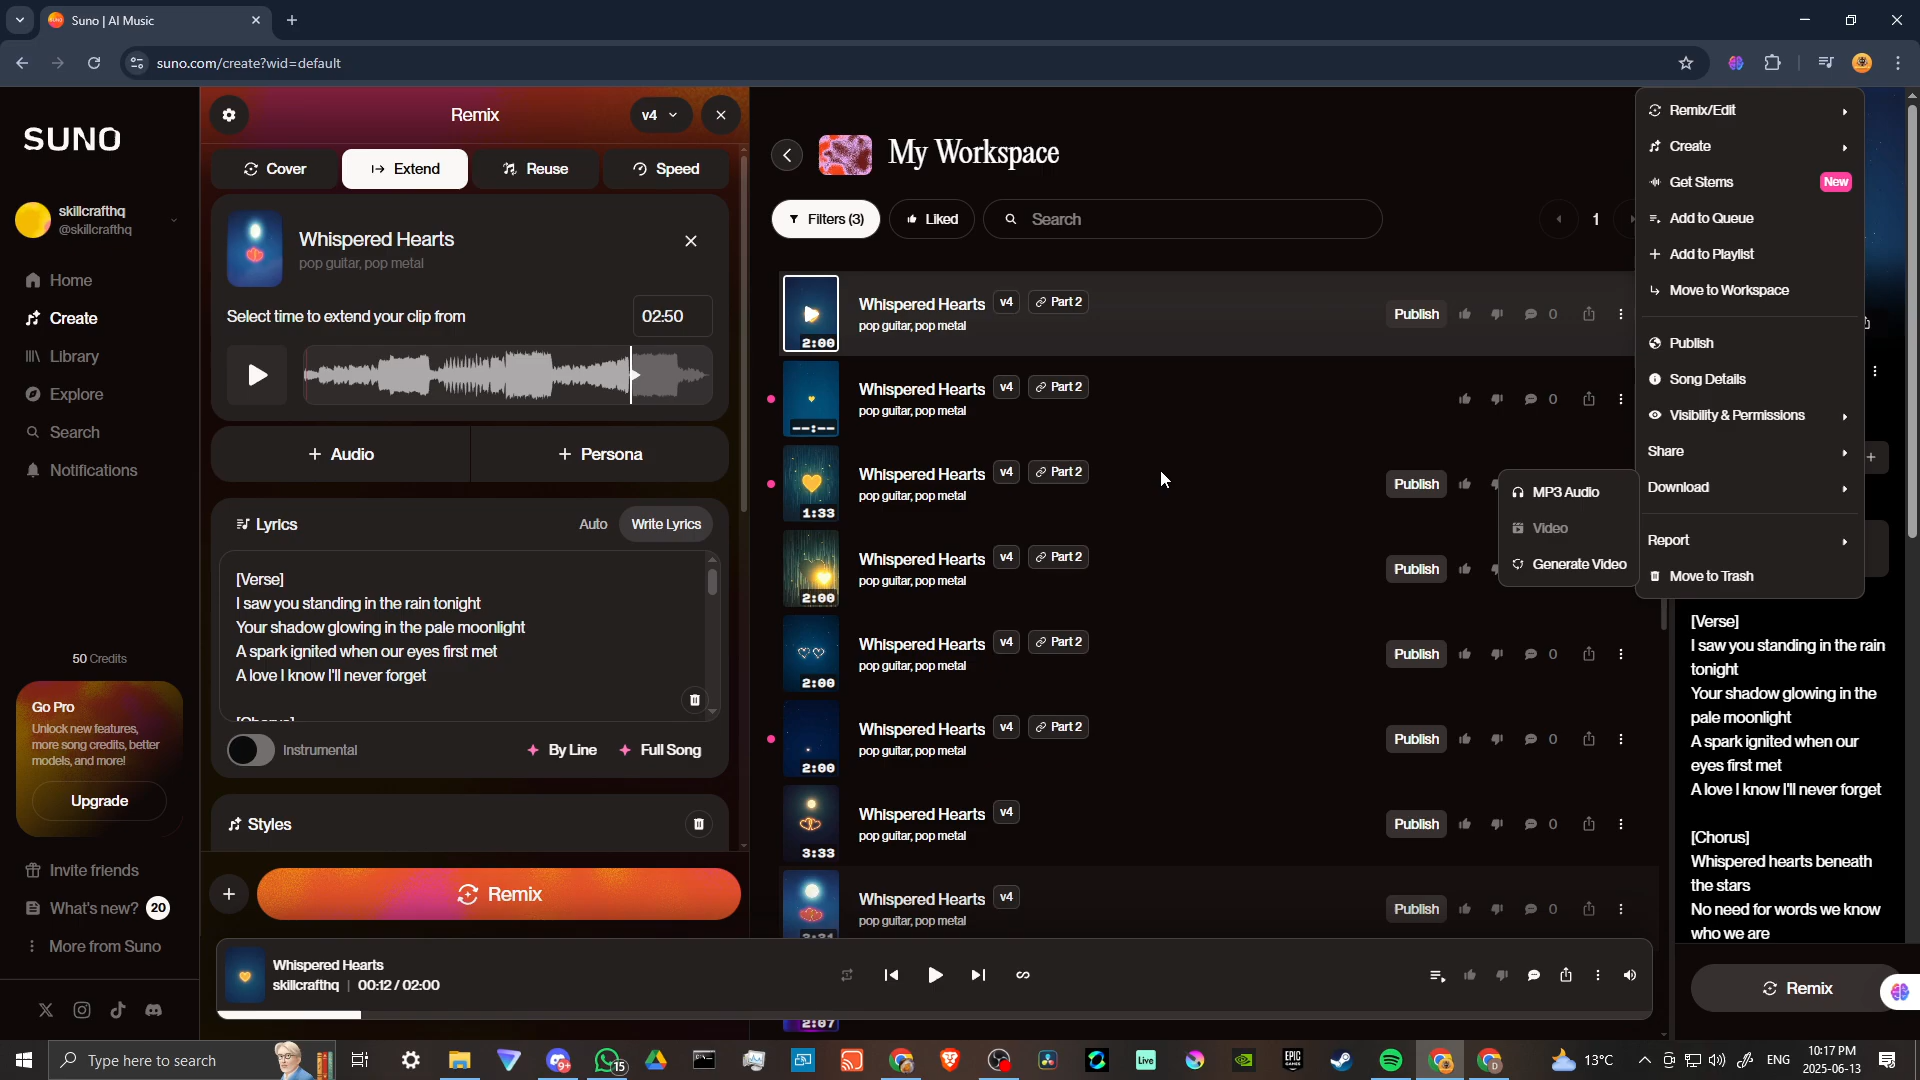 Suno | AI Music
suno.com/create?wid=default
SUNO
skillcrafthq
@skillcrafthq
Home
Create
Library
Explore
Search
Notifications
50 Credits
Go Pro
Unlock new features,
more song credits, better
models, and more!
Upgrade
Invite friends
What's new? 20
More from Suno
Remix
v4
Cover
Extend
Reuse
Speed
Whispered Hearts
pop guitar, pop metal
Select time to extend your clip from
02:50
+ Audio
+ Persona
Lyrics
Auto
Write Lyrics
[Verse]
I saw you standing in the rain tonight
Your shadow glowing in the pale moonlight
A spark ignited when our eyes first met
A love I know I'll never forget
[Chorus]
Instrumental
By Line
Full Song
Styles
Remix
My Workspace
Filters (3)
Liked
Search
1
Whispered Hearts v4 Part 2
pop guitar, pop metal
2:00
Publish
0
Whispered Hearts v4 Part 2
pop guitar, pop metal
--:--
0
Whispered Hearts v4 Part 2
pop guitar, pop metal
1:33
Publish
Whispered Hearts v4 Part 2
pop guitar, pop metal
2:00
Publish
Whispered Hearts v4 Part 2
pop guitar, pop metal
2:00
Publish
0
Whispered Hearts v4 Part 2
pop guitar, pop metal
2:00
Publish
0
Whispered Hearts v4
pop guitar, pop metal
3:33
Publish
0
Whispered Hearts v4
pop guitar, pop metal
Publish
0
2:07
Remix/Edit
Create
Get Stems New
Add to Queue
Add to Playlist
Move to Workspace
Publish
Song Details
Visibility & Permissions
Share
Download
Report
Move to Trash
MP3 Audio
Video
Generate Video
[Verse]
I saw you standing in the rain
tonight
Your shadow glowing in the
pale moonlight
A spark ignited when our
eyes first met
A love I know I'll never forget
[Chorus]
Whispered hearts beneath
the stars
No need for words we know
who we are
Remix
Whispered Hearts
skillcrafthq | 00:12 / 02:00
Type here to search
9+
15
Live
EPIC
GAMES
D
13°C
ENG
10:17 PM
2025-06-13